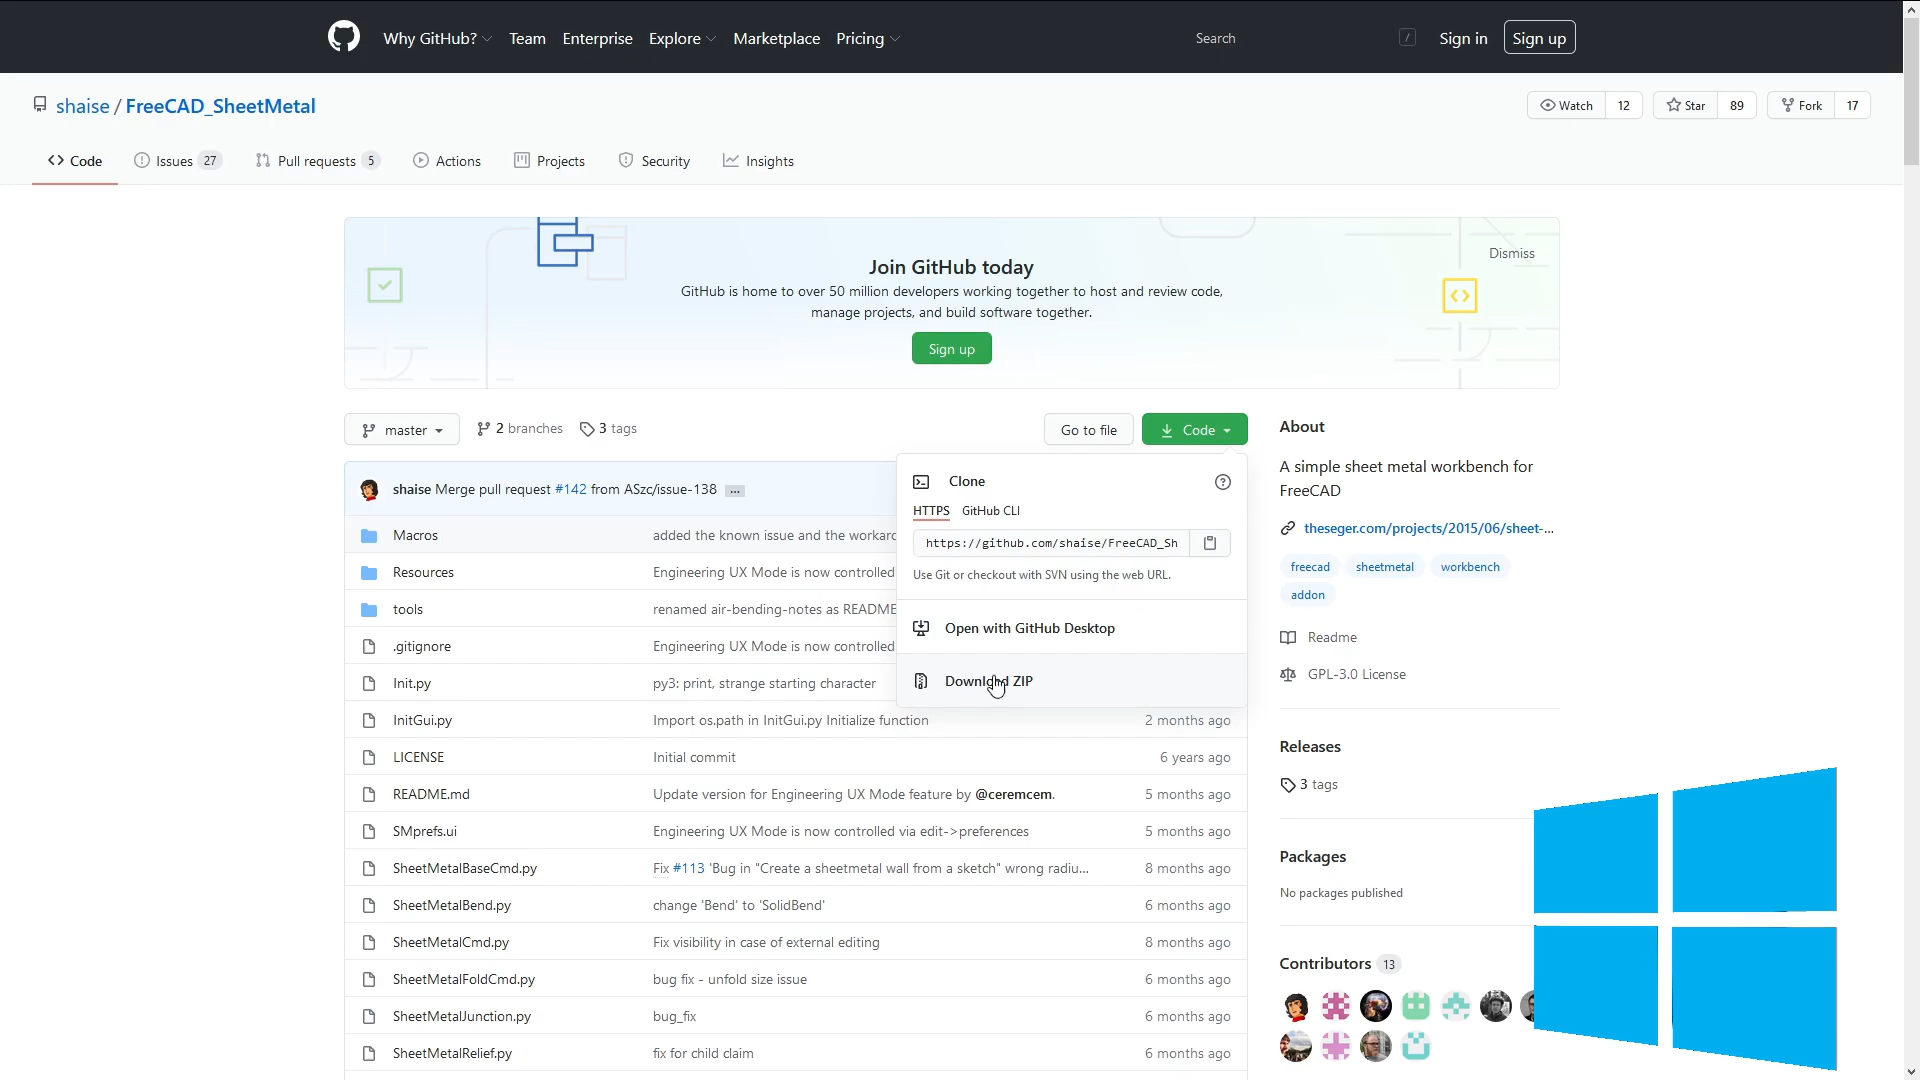 Why GitHub? Team Enterprise Explore Marketplace Pricing Search / Sign in Sign up
shaise / FreeCAD_SheetMetal Watch 12 Star 89 Fork 17
Code Issues 27 Pull requests 5 Actions Projects Security Insights
Dismiss
Join GitHub today
GitHub is home to over 50 million developers working together to host and review code,
manage projects, and build software together.
Sign up
master 2 branches 3 tags Go to file Code
shaise Merge pull request #142 from ASzc/issue-138 ...
Macros added the known issue and the workarc
Resources Engineering UX Mode is now controlled
tools renamed air-bending-notes as README
.gitignore Engineering UX Mode is now controlled
Init.py py3: print, strange starting character
InitGui.py Import os.path in InitGui.py Initialize function 2 months ago
LICENSE Initial commit 6 years ago
README.md Update version for Engineering UX Mode feature by @ceremcem. 5 months ago
SMprefs.ui Engineering UX Mode is now controlled via edit->preferences 5 months ago
SheetMetalBaseCmd.py Fix #113 'Bug in "Create a sheetmetal wall from a sketch" wrong radiu... 8 months ago
SheetMetalBend.py change 'Bend' to 'SolidBend' 6 months ago
SheetMetalCmd.py Fix visibility in case of external editing 8 months ago
SheetMetalFoldCmd.py bug fix - unfold size issue 6 months ago
SheetMetalJunction.py bug_fix 6 months ago
SheetMetalRelief.py fix for child claim 6 months ago
Clone ?
HTTPS GitHub CLI
https://github.com/shaise/FreeCAD_Sh
Use Git or checkout with SVN using the web URL.
Open with GitHub Desktop
Download ZIP
About
A simple sheet metal workbench for
FreeCAD
theseger.com/projects/2015/06/sheet-...
freecad sheetmetal workbench
addon
Readme
GPL-3.0 License
Releases
3 tags
Packages
No packages published
Contributors 13